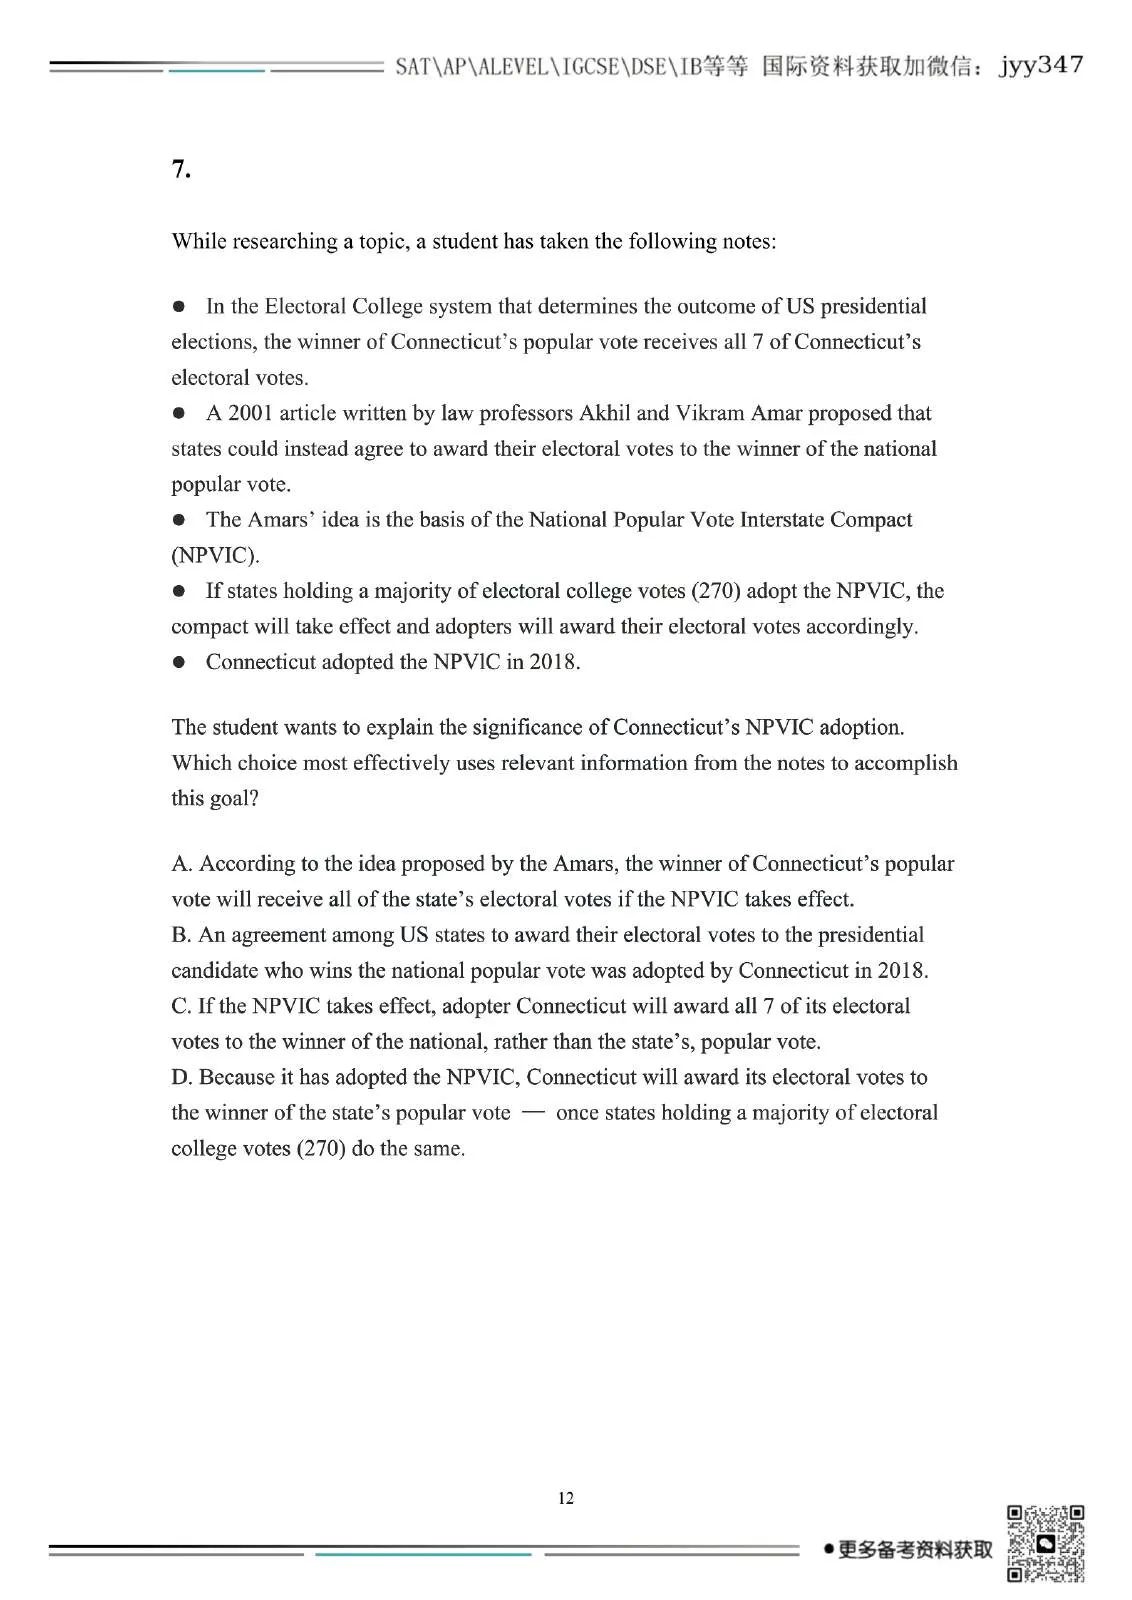 SAT\AP\ALEVEL\IGCSE\DSE\IB等等 国际资料获取加微信： jyy347
7.
While researching a topic, a student has taken the following notes:
● In the Electoral College system that determines the outcome of US presidential
elections, the winner of Connecticut’s popular vote receives all 7 of Connecticut’s
electoral votes.
● A 2001 article written by law professors Akhil and Vikram Amar proposed that
states could instead agree to award their electoral votes to the winner of the national
popular vote.
● The Amars’ idea is the basis of the National Popular Vote Interstate Compact
(NPVIC).
● If states holding a majority of electoral college votes (270) adopt the NPVIC, the
compact will take effect and adopters will award their electoral votes accordingly.
● Connecticut adopted the NPVlC in 2018.
The student wants to explain the significance of Connecticut’s NPVIC adoption.
Which choice most effectively uses relevant information from the notes to accomplish
this goal?
A. According to the idea proposed by the Amars, the winner of Connecticut’s popular
vote will receive all of the state’s electoral votes if the NPVIC takes effect.
B. An agreement among US states to award their electoral votes to the presidential
candidate who wins the national popular vote was adopted by Connecticut in 2018.
C. If the NPVIC takes effect, adopter Connecticut will award all 7 of its electoral
votes to the winner of the national, rather than the state’s, popular vote.
D. Because it has adopted the NPVIC, Connecticut will award its electoral votes to
the winner of the state’s popular vote — once states holding a majority of electoral
college votes (270) do the same.
12
●更多备考资料获取